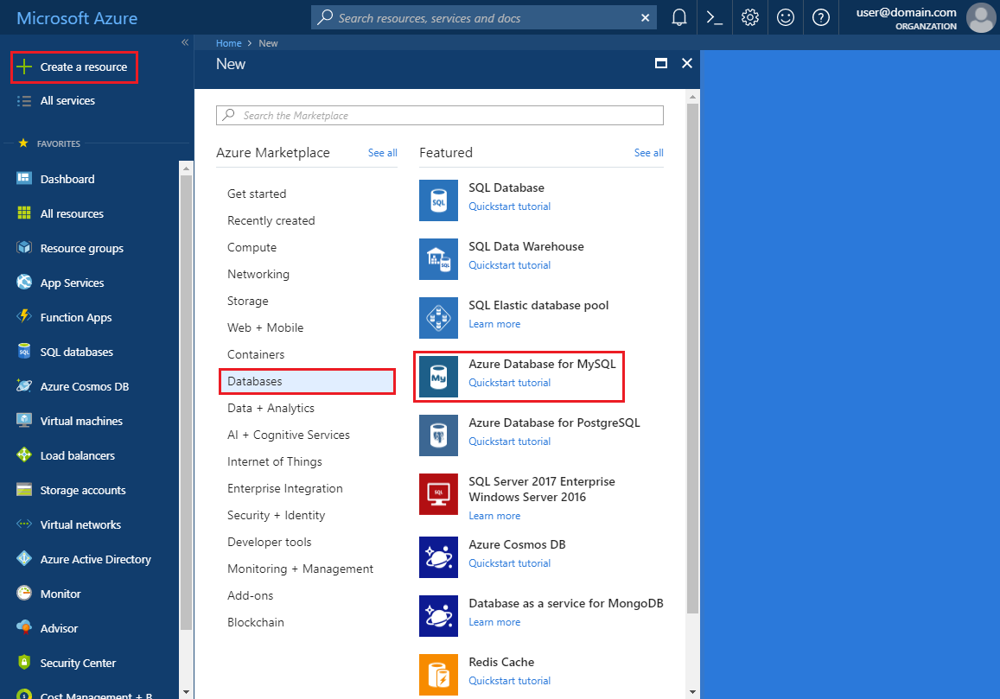 Microsoft Azure
Search resources, services and docs
user@domain.com
ORGANZATION
Create a resource
All services
FAVORITES
Dashboard
All resources
Resource groups
App Services
Function Apps
SQL databases
Azure Cosmos DB
Virtual machines
Load balancers
Storage accounts
Virtual networks
Azure Active Directory
Monitor
Advisor
Security Center
Cost Management + B
Home > New
New
Search the Marketplace
Azure Marketplace
See all
Get started
Recently created
Compute
Networking
Storage
Web + Mobile
Containers
Databases
Data + Analytics
AI + Cognitive Services
Internet of Things
Enterprise Integration
Security + Identity
Developer tools
Monitoring + Management
Add-ons
Blockchain
Featured
See all
SQL
SQL Database
Quickstart tutorial
SQL
SQL Data Warehouse
Quickstart tutorial
SQL Elastic database pool
Learn more
My
Azure Database for MySQL
Quickstart tutorial
Azure Database for PostgreSQL
Quickstart tutorial
SQL
SQL Server 2017 Enterprise
Windows Server 2016
Learn more
Azure Cosmos DB
Quickstart tutorial
Database as a service for MongoDB
Learn more
Redis Cache
Quickstart tutorial